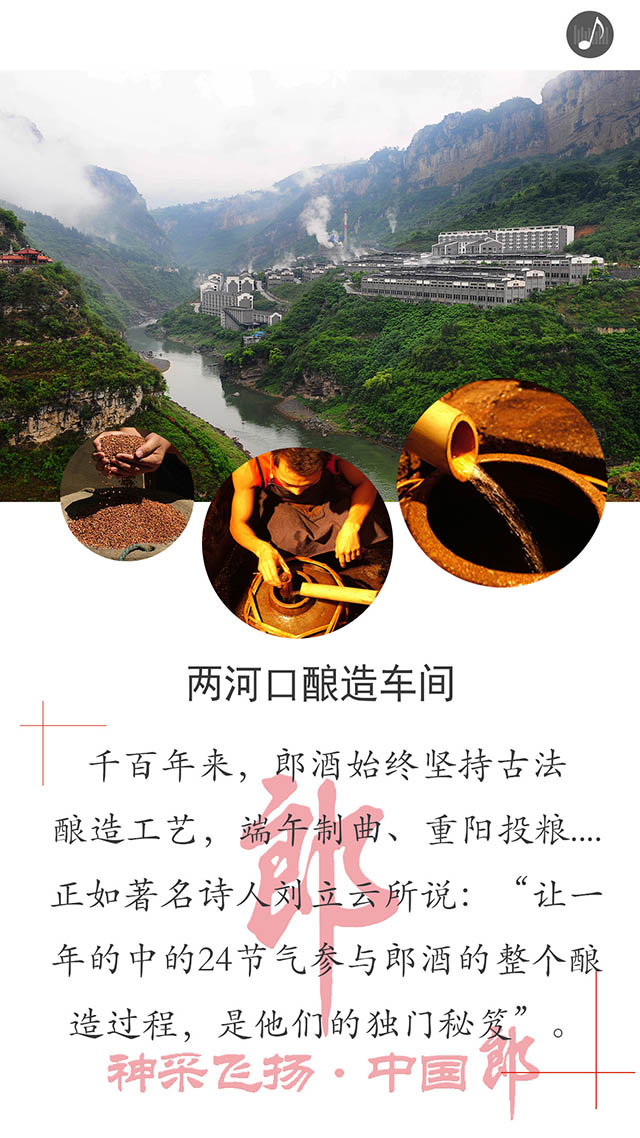 两河口酿造车间
千百年来，郎酒始终坚持古法
酿造工艺，端午制曲、重阳投粮....
正如著名诗人刘立云所说：“让一
年的中的24节气参与郎酒的整个酿
造过程，是他们的独门秘笈”。
郎
神采飞扬·中国郎